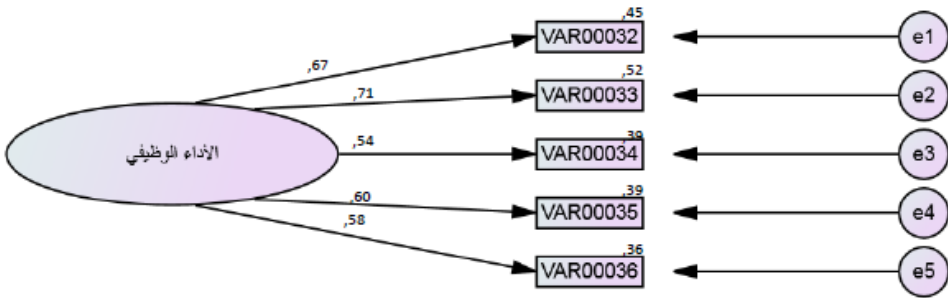 ,45
VAR00032
e1
,67
,52
VAR00033
e2
,71
الأداء الوظيفي
,39
VAR00034
e3
,54
,39
VAR00035
e4
,60
,36
VAR00036
e5
,58